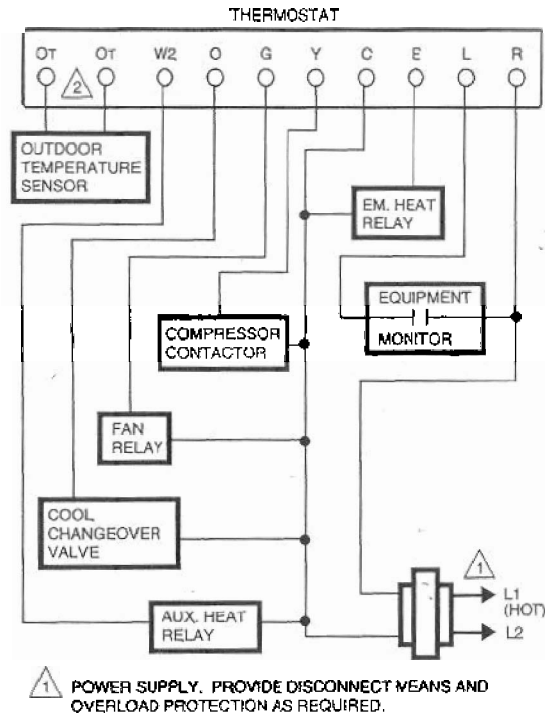 THERMOSTAT
OT OT W2 O G Y C E L R
2
OUTDOOR
TEMPERATURE
SENSOR
EM. HEAT
RELAY
EQUIPMENT
MONITOR
COMPRESSOR
CONTACTOR
FAN
RELAY
COOL
CHANGEOVER
VALVE
AUX. HEAT
RELAY
1
L1
(HOT)
L2
1 POWER SUPPLY. PROVIDE DISCONNECT MEANS AND
OVERLOAD PROTECTION AS REQUIRED.